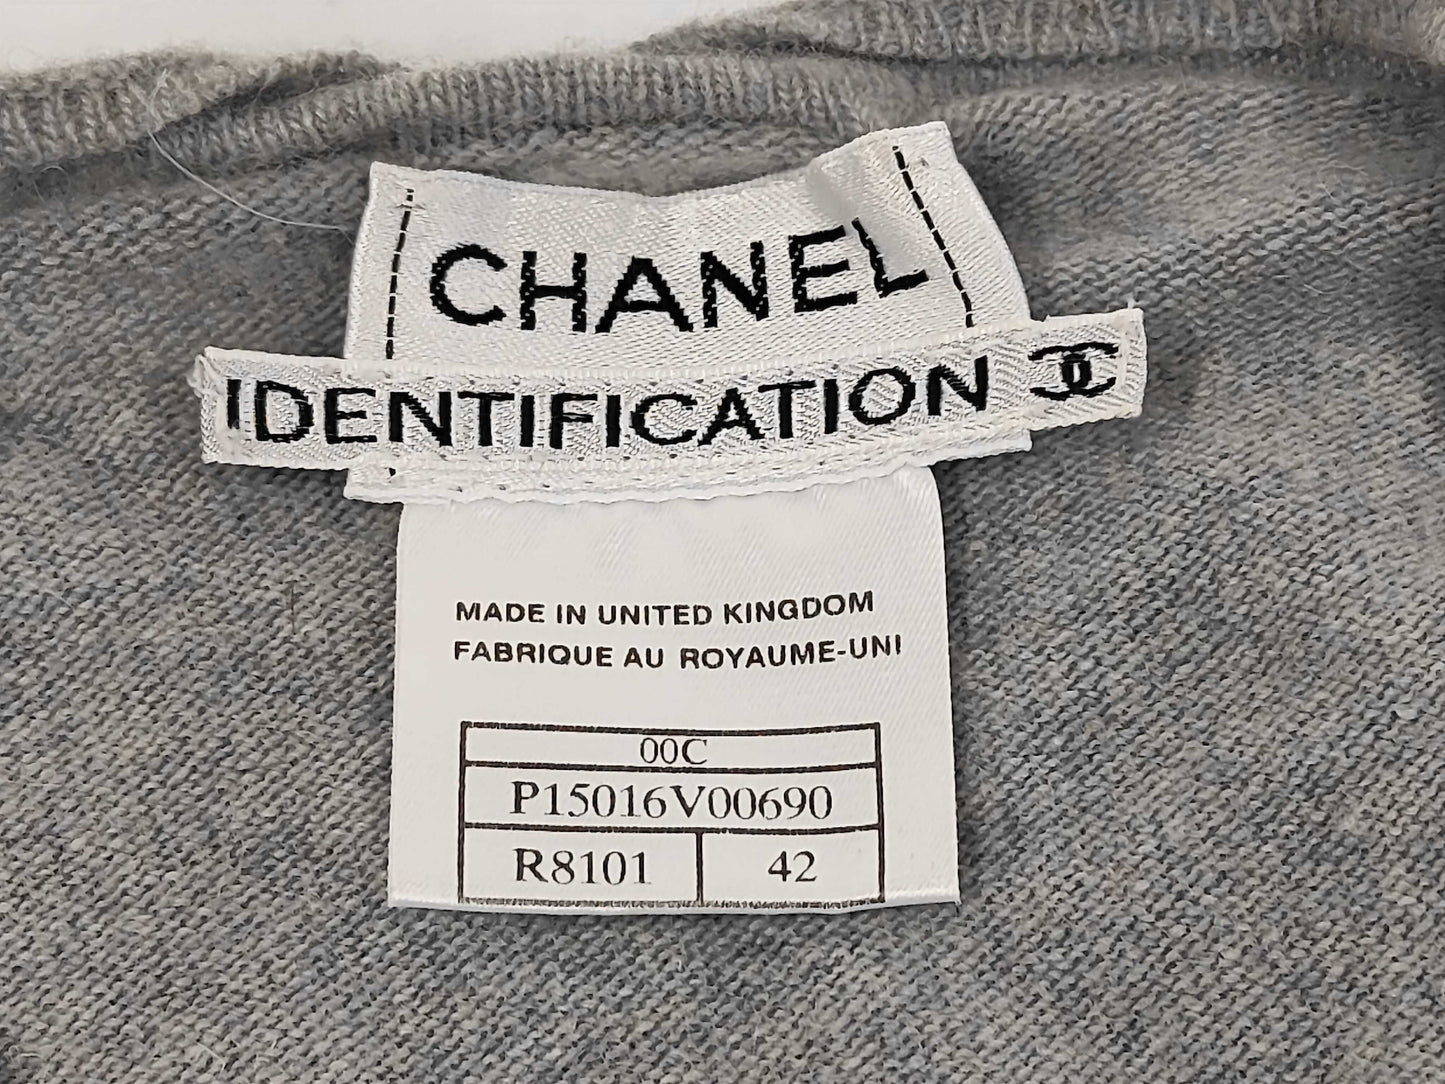 CHANEL
IDENTIFICATION
MADE IN UNITED KINGDOM
FABRIQUE AU ROYAUME-UNI
00C
P15016V00690
R8101 42